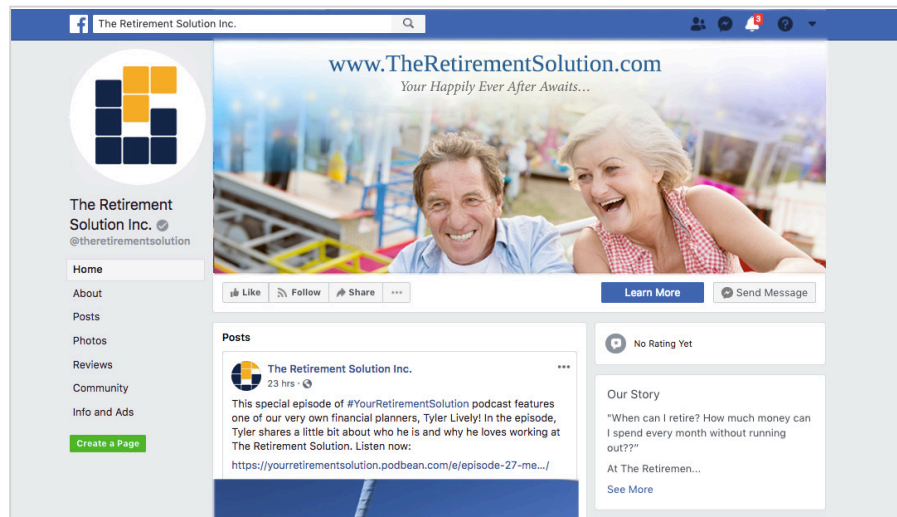 The Retirement Solution Inc.
3
www.TheRetirementSolution.com
Your Happily Ever After Awaits...
The Retirement
Solution Inc.
@theretirementsolution
Home
About
Posts
Photos
Reviews
Community
Info and Ads
Create a Page
Like
Follow
Share
Learn More
Send Message
Posts
The Retirement Solution Inc.
23 hrs ·
This special episode of #YourRetirementSolution podcast features
one of our very own financial planners, Tyler Lively! In the episode,
Tyler shares a little bit about who he is and why he loves working at
The Retirement Solution. Listen now:
https://yourretirementsolution.podbean.com/e/episode-27-me.../
No Rating Yet
Our Story
"When can I retire? How much money can
I spend every month without running
out??"
At The Retiremen...
See More